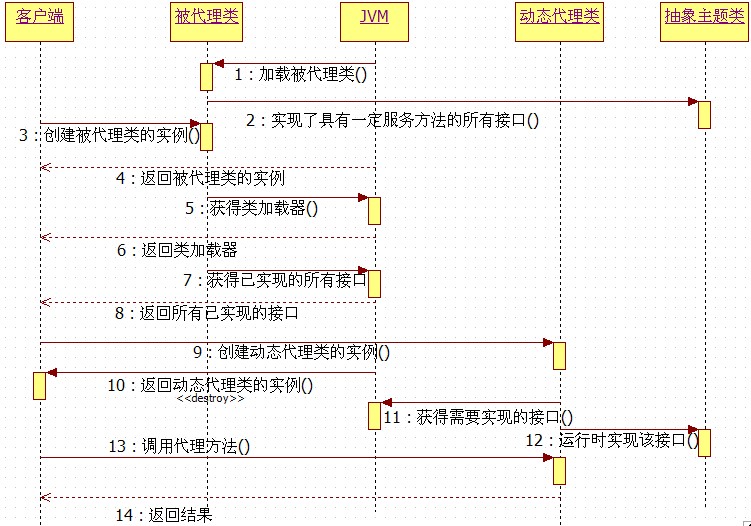 客户端
被代理类
JVM
动态代理类
抽象主题类
1：加载被代理类()
2：实现了具有一定服务方法的所有接口()
3：创建被代理类的实例()
4：返回被代理类的实例
5：获得类加载器()
6：返回类加载器
7：获得已实现的所有接口
8：返回所有已实现的接口
9：创建动态代理类的实例()
10：返回动态代理类的实例()
<<destroy>>
11：获得需要实现的接口()
12：运行时实现该接口()
13：调用代理方法()
14：返回结果